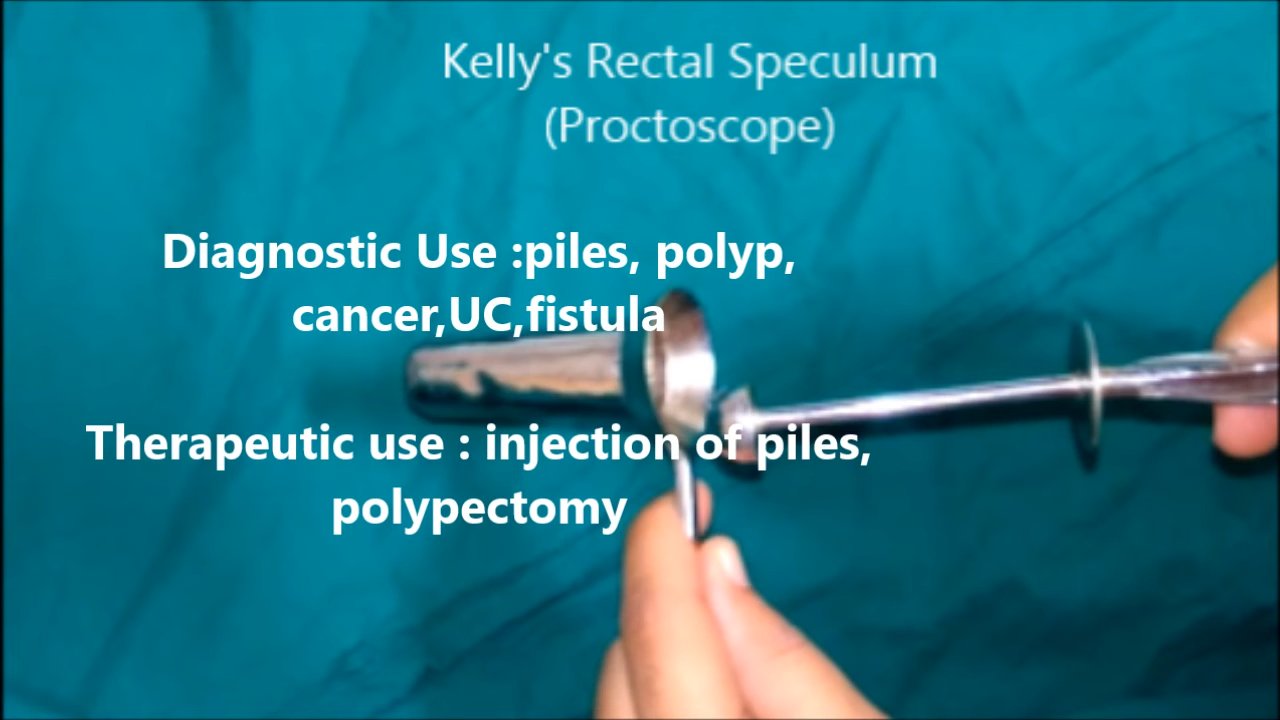 Kelly's Rectal Speculum
(Proctoscope)
Diagnostic Use :piles, polyp,
cancer,UC,fistula
Therapeutic use : injection of piles,
polypectomy